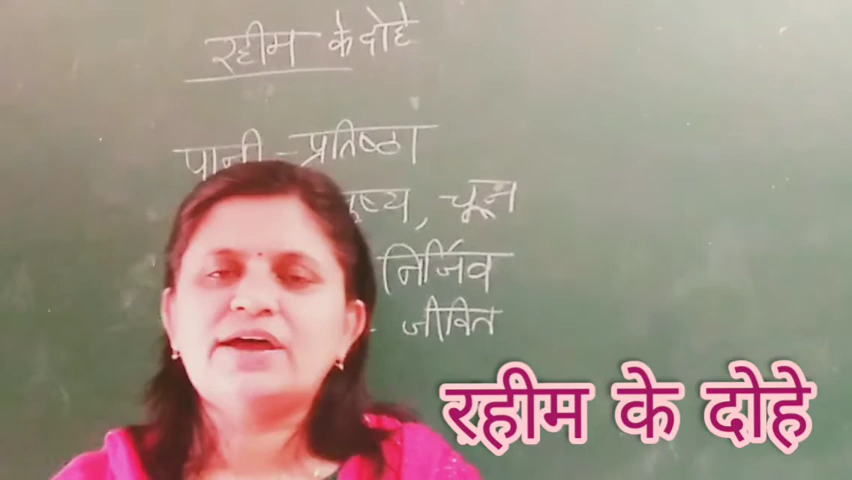 रहीम के दोहे
पानी - प्रतिष्ठा
ुष्य, चून
निर्जिव
जीवित
रहीम के दोहे